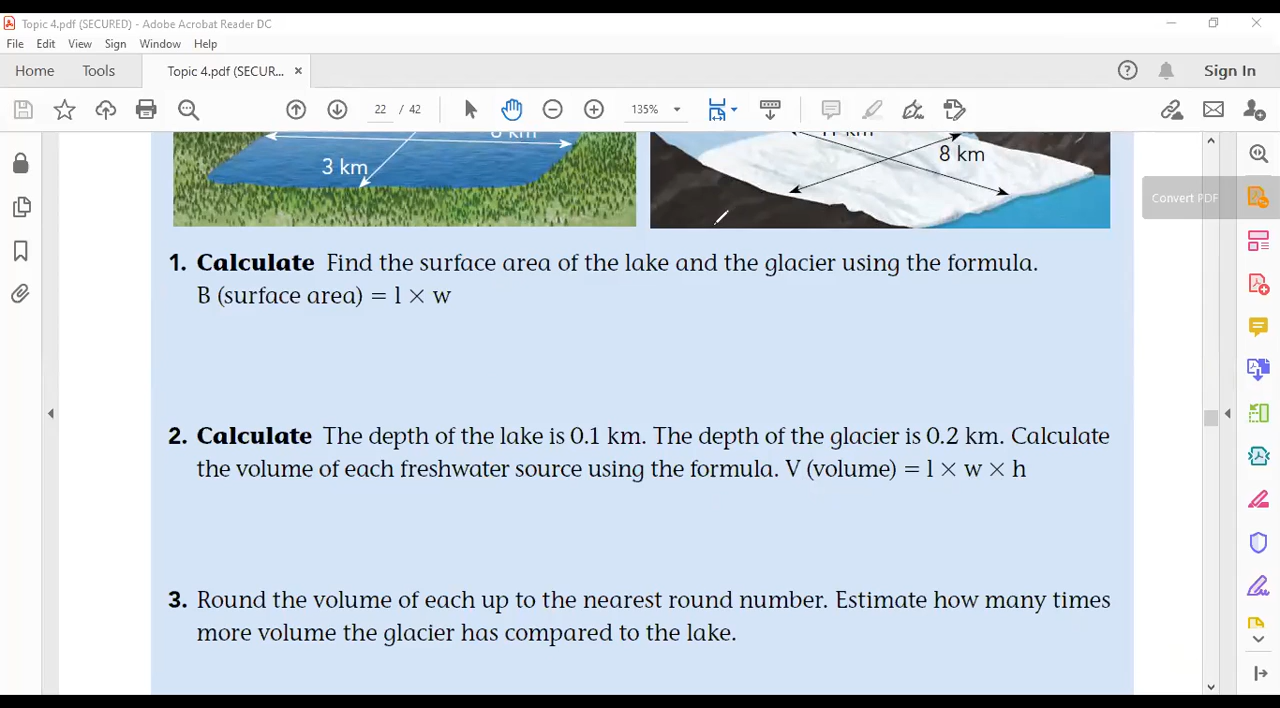 Topic 4.pdf (SECURED) - Adobe Acrobat Reader DC
File Edit View Sign Window Help
Home Tools Topic 4.pdf (SECUR... × Sign In
22 / 42 135%
3 km
8 km
Convert PDF
1. Calculate Find the surface area of the lake and the glacier using the formula.
B (surface area) = l × w
2. Calculate The depth of the lake is 0.1 km. The depth of the glacier is 0.2 km. Calculate
the volume of each freshwater source using the formula. V (volume) = l × w × h
3. Round the volume of each up to the nearest round number. Estimate how many times
more volume the glacier has compared to the lake.